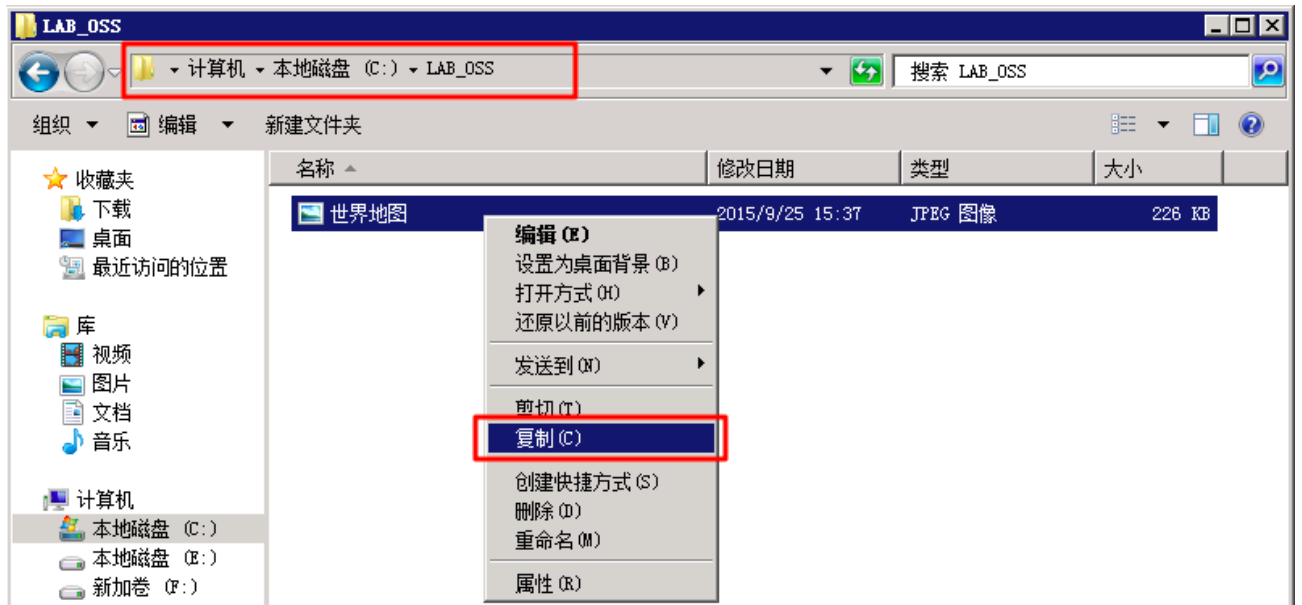 LAB_OSS
计算机 本地磁盘 (C:) LAB_OSS
搜索 LAB_OSS
组织 编辑 新建文件夹
名称 修改日期 类型 大小
世界地图 2015/9/25 15:37 JPEG 图像 226 KB
收藏夹
下载
桌面
最近访问的位置
库
视频
图片
文档
音乐
计算机
本地磁盘 (C:)
本地磁盘 (E:)
新加卷 (F:)
编辑(E)
设置为桌面背景(B)
打开方式(H)
还原以前的版本(V)
发送到(N)
剪切(T)
复制(C)
创建快捷方式(S)
删除(D)
重命名(M)
属性(R)